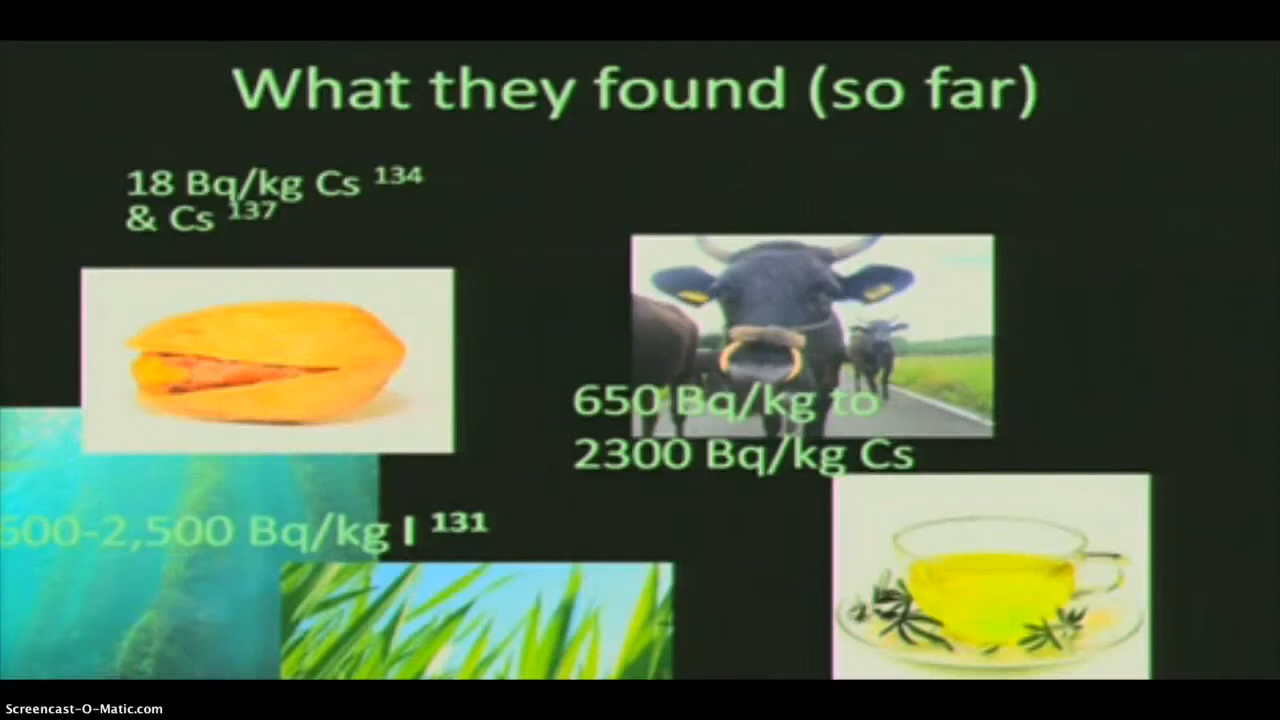 What they found (so far)
18 Bq/kg Cs ¹³⁴
& Cs ¹³⁷
650 Bq/kg to
2300 Bq/kg Cs
600-2,500 Bq/kg I ¹³¹
Screencast-O-Matic.com